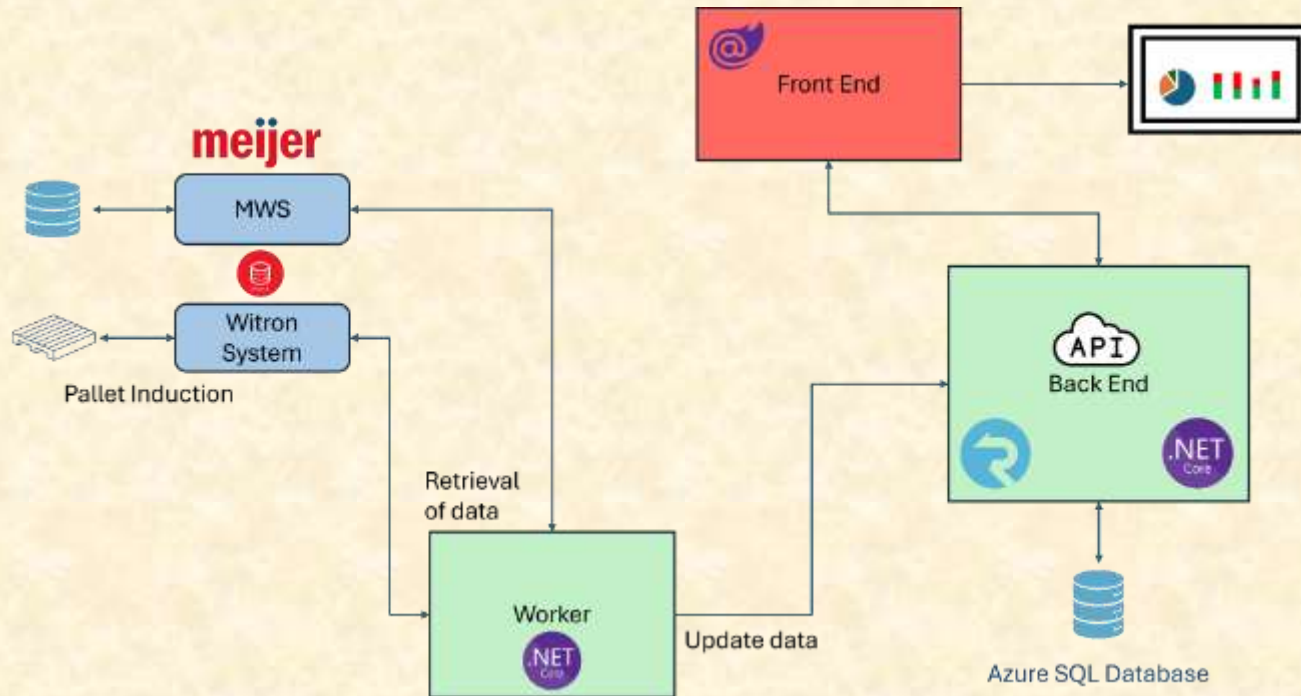 Front End
meijer
MWS
Witron
System
Pallet Induction
API
Back End
.NET
Core
Retrieval
of data
Worker
.NET
Core
Update data
Azure SQL Database